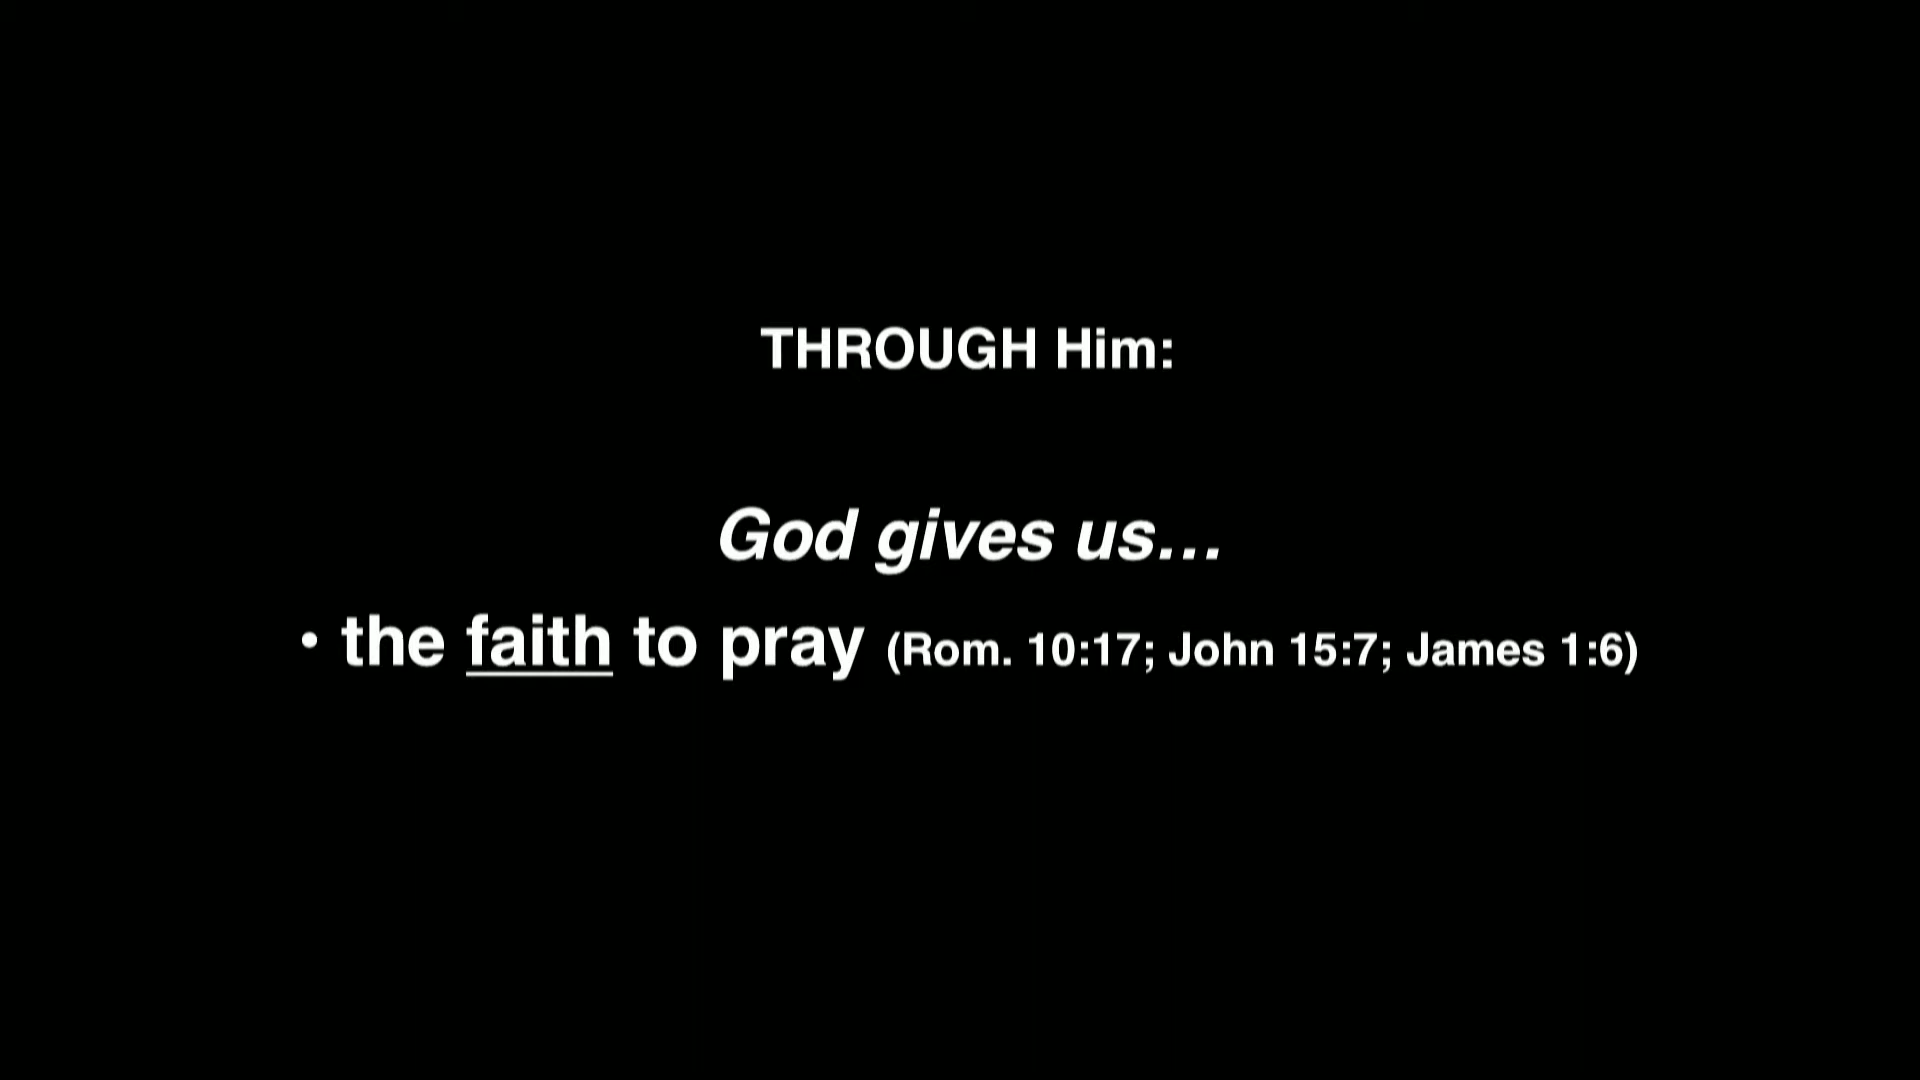 THROUGH Him:
God gives us...
• the faith to pray (Rom. 10:17; John 15:7; James 1:6)